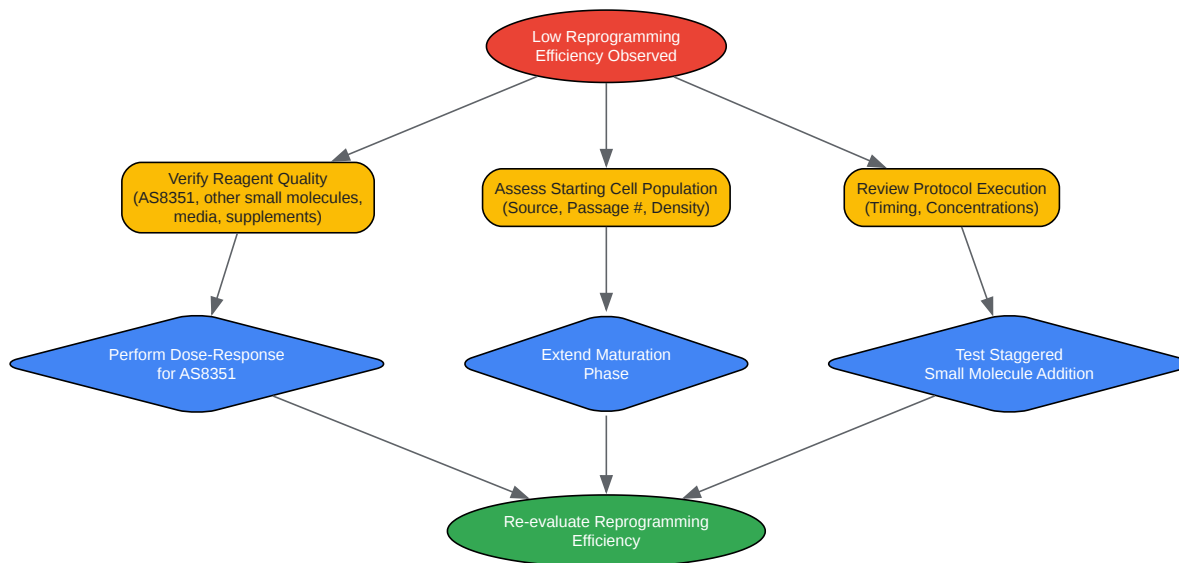 Low Reprogramming
Efficiency Observed
Verify Reagent Quality
(AS8351, other small molecules,
media, supplements)
Assess Starting Cell Population
(Source, Passage #, Density)
Review Protocol Execution
(Timing, Concentrations)
Perform Dose-Response
for AS8351
Extend Maturation
Phase
Test Staggered
Small Molecule Addition
Re-evaluate Reprogramming
Efficiency